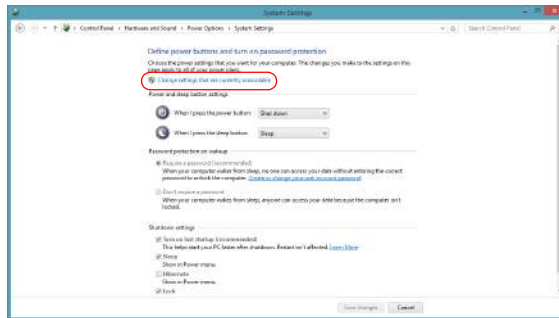 System Settings
Control Panel › Hardware and Sound › Power Options › System Settings
Search Control Panel
Define power buttons and turn on password protection
Choose the power settings that you want for your computer. The changes you make to the settings on this
page apply to all of your power plans.
Change settings that are currently unavailable
Power and sleep button settings
When I press the power button: Shut down
When I press the sleep button: Sleep
Password protection on wakeup
Require a password (recommended)
When your computer wakes from sleep, no one can access your data without entering the correct
password to unlock the computer. Create or change your user account password
Don't require a password
When your computer wakes from sleep, anyone can access your data because the computer isn't
locked.
Shutdown settings
Turn on fast startup (recommended)
This helps start your PC faster after shutdown. Restart isn't affected. Learn More
Sleep
Show in Power menu.
Hibernate
Show in Power menu.
Lock
Save changes Cancel